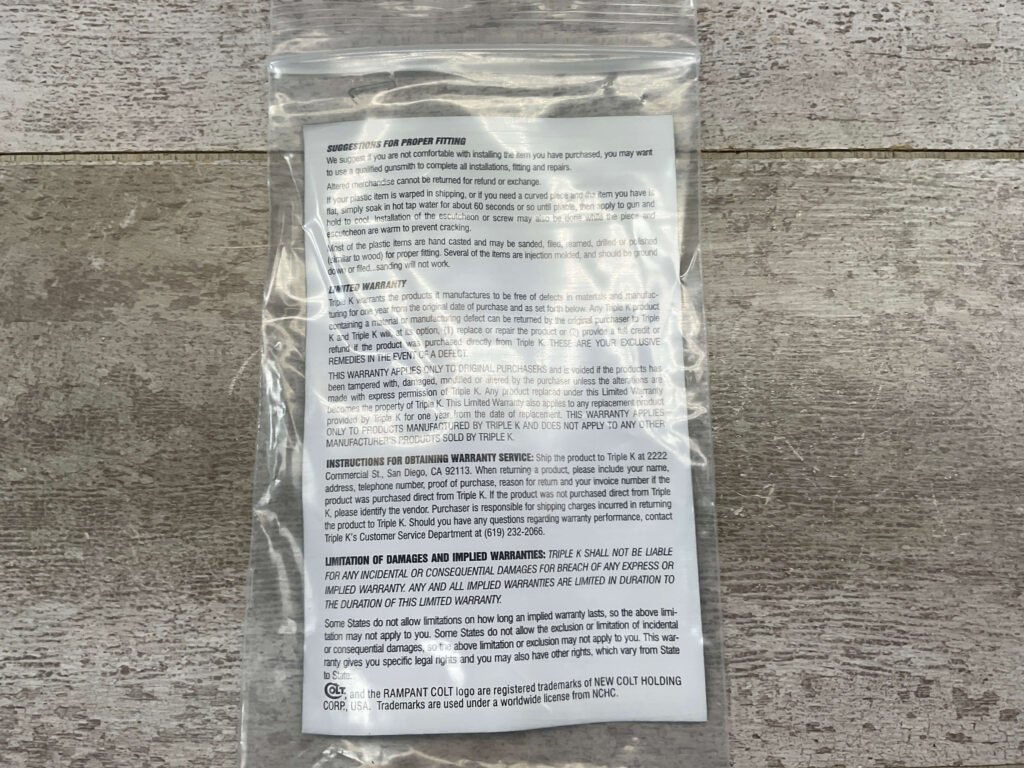 SUGGESTIONS FOR PROPER FITTING
We suggest if you are not comfortable with installing the item you have purchased, you may want
to use a qualified gunsmith to complete all installations, fitting and repairs.
Altered merchandise cannot be returned for refund or exchange.
If your plastic item is warped in shipping, or if you need a curved piece and the item you have is
flat, simply soak in hot tap water for about 60 seconds or so until pliable, then apply to gun and
hold to cool. Installation of the escutcheon or screw may also be done while the piece and
escutcheon are warm to prevent cracking.
Most of the plastic items are hand casted and may be sanded, filed, reamed, drilled or polished
(similar to wood) for proper fitting. Several of the items are injection molded, and should be ground
down or filed...sanding will not work.
LIMITED WARRANTY
Triple K warrants the products it manufactures to be free of defects in materials and manufac-
turing for one year from the original date of purchase and as set forth below. Any Triple K product
containing a material or manufacturing defect can be returned by the original purchaser to Triple
K and Triple K will, at its option, (1) replace or repair the product or (2) provide a full credit or
refund if the product was purchased directly from Triple K. THESE ARE YOUR EXCLUSIVE
REMEDIES IN THE EVENT OF A DEFECT.
THIS WARRANTY APPLIES ONLY TO ORIGINAL PURCHASERS and is voided if the products has
been tampered with, damaged, modified or altered by the purchaser unless the alterations are
made with express permission of Triple K. Any product replaced under this Limited Warranty
becomes the property of Triple K. This Limited Warranty also applies to any replacement product
provided by Triple K for one year from the date of replacement. THIS WARRANTY APPLIES
ONLY TO PRODUCTS MANUFACTURED BY TRIPLE K AND DOES NOT APPLY TO ANY OTHER
MANUFACTURER'S PRODUCTS SOLD BY TRIPLE K.
INSTRUCTIONS FOR OBTAINING WARRANTY SERVICE: Ship the product to Triple K at 2222
Commercial St., San Diego, CA 92113. When returning a product, please include your name,
address, telephone number, proof of purchase, reason for return and your invoice number if the
product was purchased direct from Triple K. If the product was not purchased direct from Triple
K, please identify the vendor. Purchaser is responsible for shipping charges incurred in returning
the product to Triple K. Should you have any questions regarding warranty performance, contact
Triple K's Customer Service Department at (619) 232-2066.
LIMITATION OF DAMAGES AND IMPLIED WARRANTIES: TRIPLE K SHALL NOT BE LIABLE
FOR ANY INCIDENTAL OR CONSEQUENTIAL DAMAGES FOR BREACH OF ANY EXPRESS OR
IMPLIED WARRANTY. ANY AND ALL IMPLIED WARRANTIES ARE LIMITED IN DURATION TO
THE DURATION OF THIS LIMITED WARRANTY.
Some States do not allow limitations on how long an implied warranty lasts, so the above limi-
tation may not apply to you. Some States do not allow the exclusion or limitation of incidental
or consequential damages, so the above limitation or exclusion may not apply to you. This war-
ranty gives you specific legal rights and you may also have other rights, which vary from State
to State.
COLT, and the RAMPANT COLT logo are registered trademarks of NEW COLT HOLDING
CORP., USA. Trademarks are used under a worldwide license from NCHC.